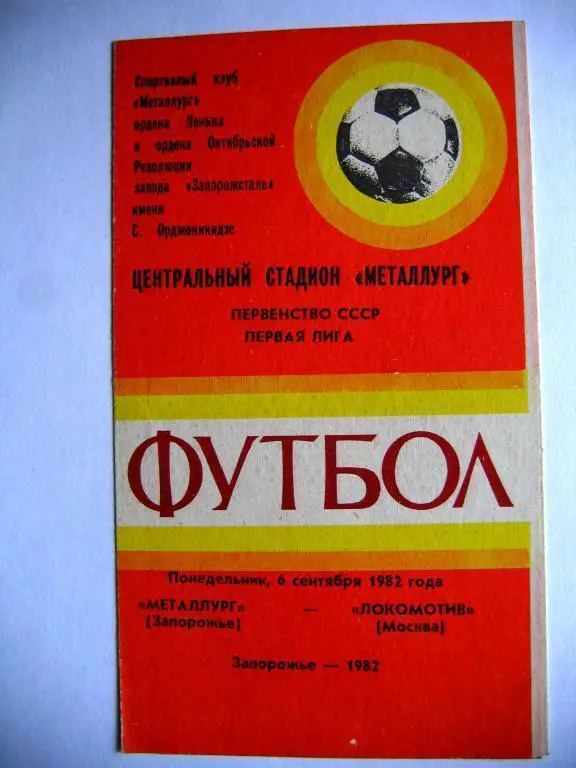 Спортивный клуб
«Металлург»
ордена Ленина
и ордена Октябрьской
Революции
завода «Запорожсталь»
имени
С. Орджоникидзе
ЦЕНТРАЛЬНЫЙ СТАДИОН «МЕТАЛЛУРГ»
ПЕРВЕНСТВО СССР
ПЕРВАЯ ЛИГА
ФУТБОЛ
Понедельник, 6 сентября 1982 года
«МЕТАЛЛУРГ» — «ЛОКОМОТИВ»
[Запорожье] [Москва]
Запорожье — 1982